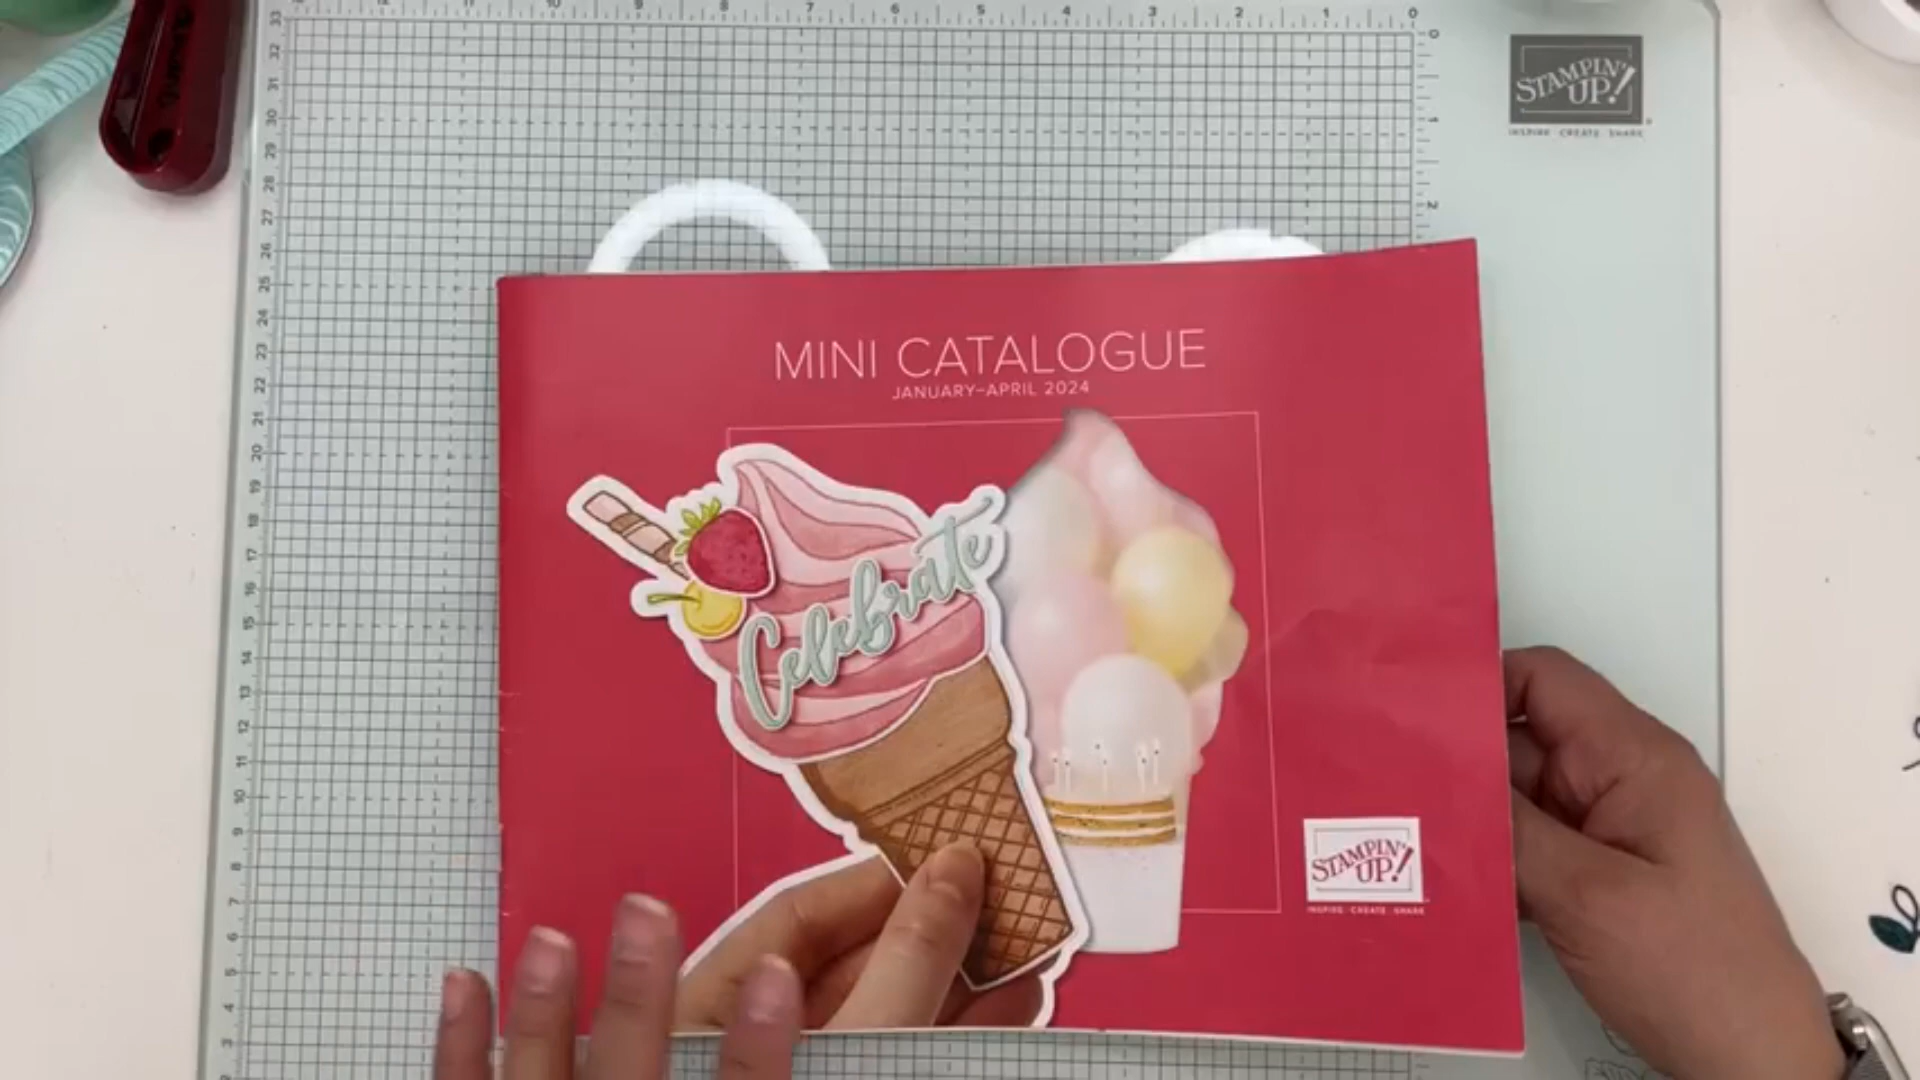 STAMPIN' UP!
INSPIRE CREATE SHARE
MINI CATALOGUE
JANUARY–APRIL 2024
Celebrate
STAMPIN' UP!
INSPIRE CREATE SHARE